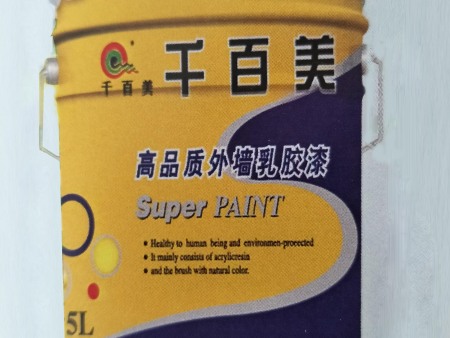 千百美
千百美
高品质外墙乳胶漆
Super PAINT
Healthy to human being and environmen-prorected
It mainly consists of acrylicresin
and the brush with natural color.
5L